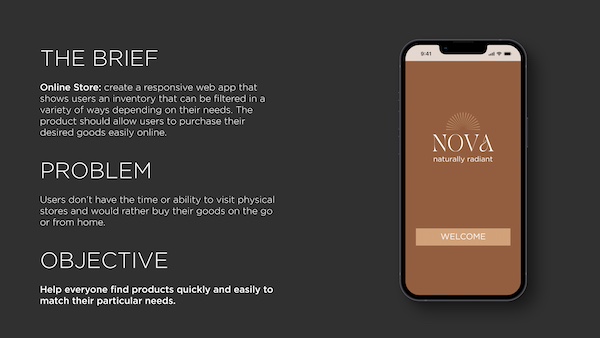 THE BRIEF
Online Store: create a responsive web app that
shows users an inventory that can be filtered in a
variety of ways depending on their needs. The
product should allow users to purchase their
desired goods easily online.
PROBLEM
Users don’t have the time or ability to visit physical
stores and would rather buy their goods on the go
or from home.
OBJECTIVE
Help everyone find products quickly and easily to
match their particular needs.
9:41
NOVA
naturally radiant
WELCOME